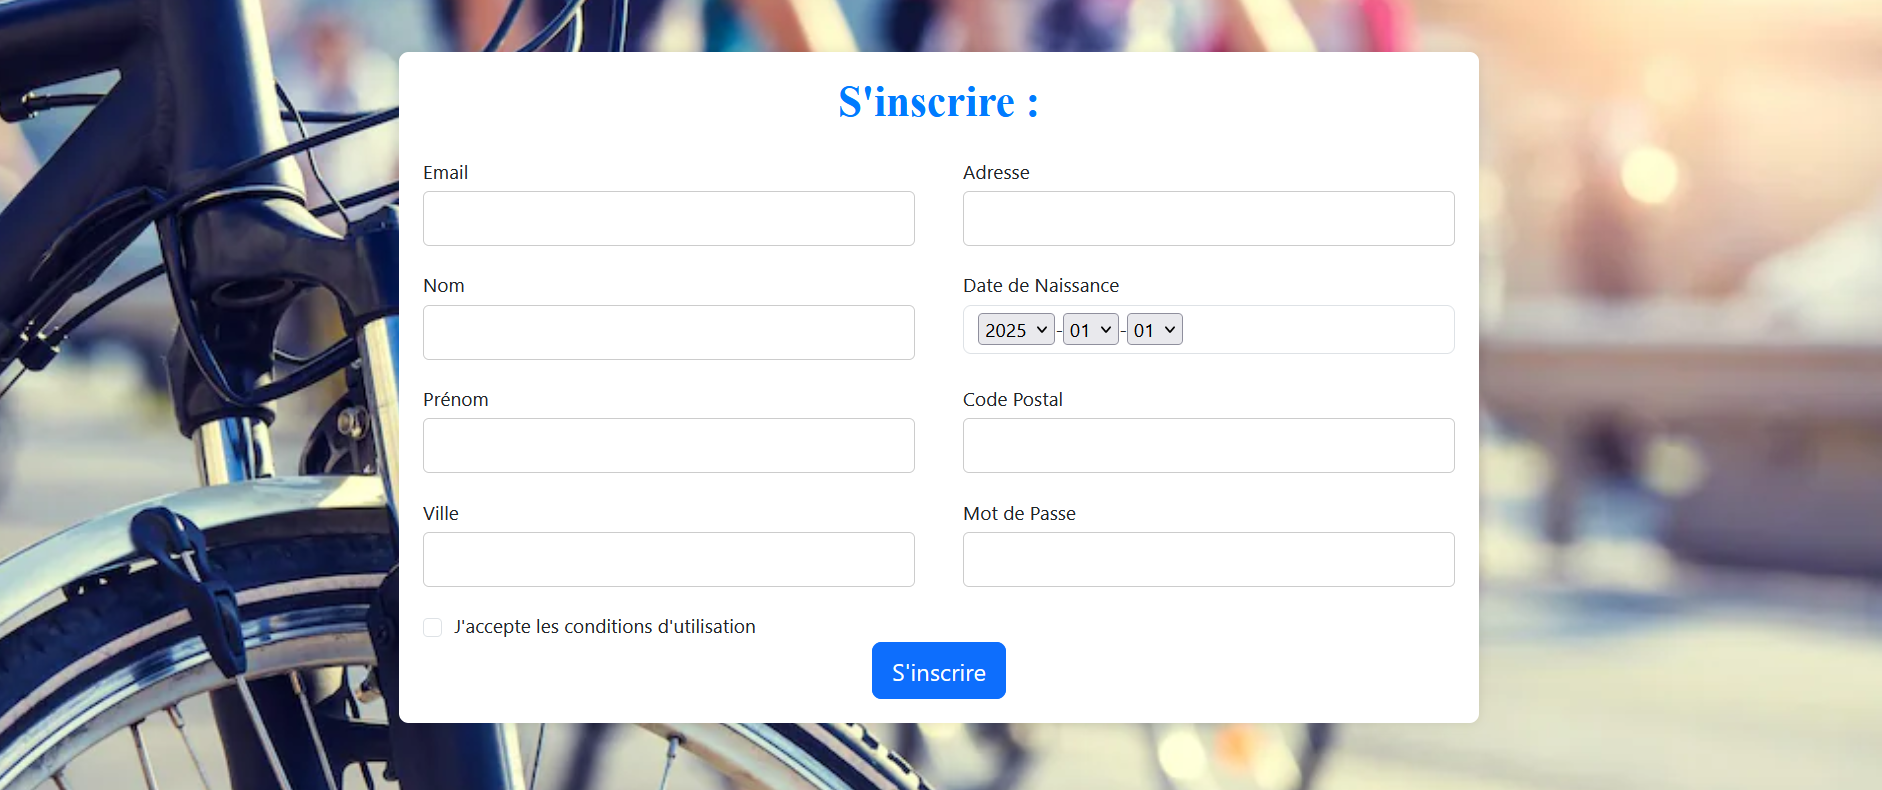 S'inscrire :
Email
Adresse
Nom
Date de Naissance
2025 - 01 - 01
Prénom
Code Postal
Ville
Mot de Passe
J'accepte les conditions d'utilisation
S'inscrire